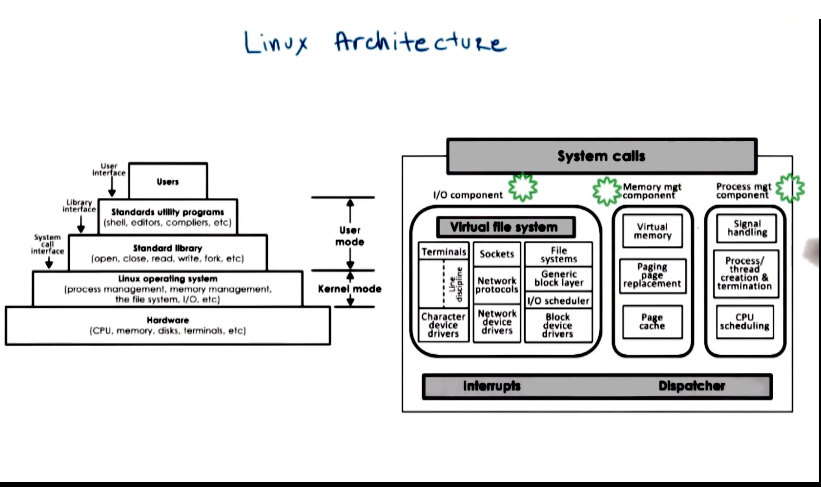 Linux Architecture
User
interface
Users
Library
interface
Standards utility programs
(shell, editors, compliers, etc)
System
call
interface
Standard library
(open, close, read, write, fork, etc)
User
mode
Linux operating system
(process management, memory management,
the file system, I/O, etc)
Kernel mode
Hardware
(CPU, memory, disks, terminals, etc)
System calls
I/O component
Memory mgt
component
Process mgt
component
Virtual file system
Terminals
Line
discipline
Character
device
drivers
Sockets
Network
protocols
Network
device
drivers
File
systems
Generic
block layer
I/O scheduler
Block
device
drivers
Virtual
memory
Paging
page
replacement
Page
cache
Signal
handling
Process/
thread
creation &
termination
CPU
scheduling
Interrupts
Dispatcher